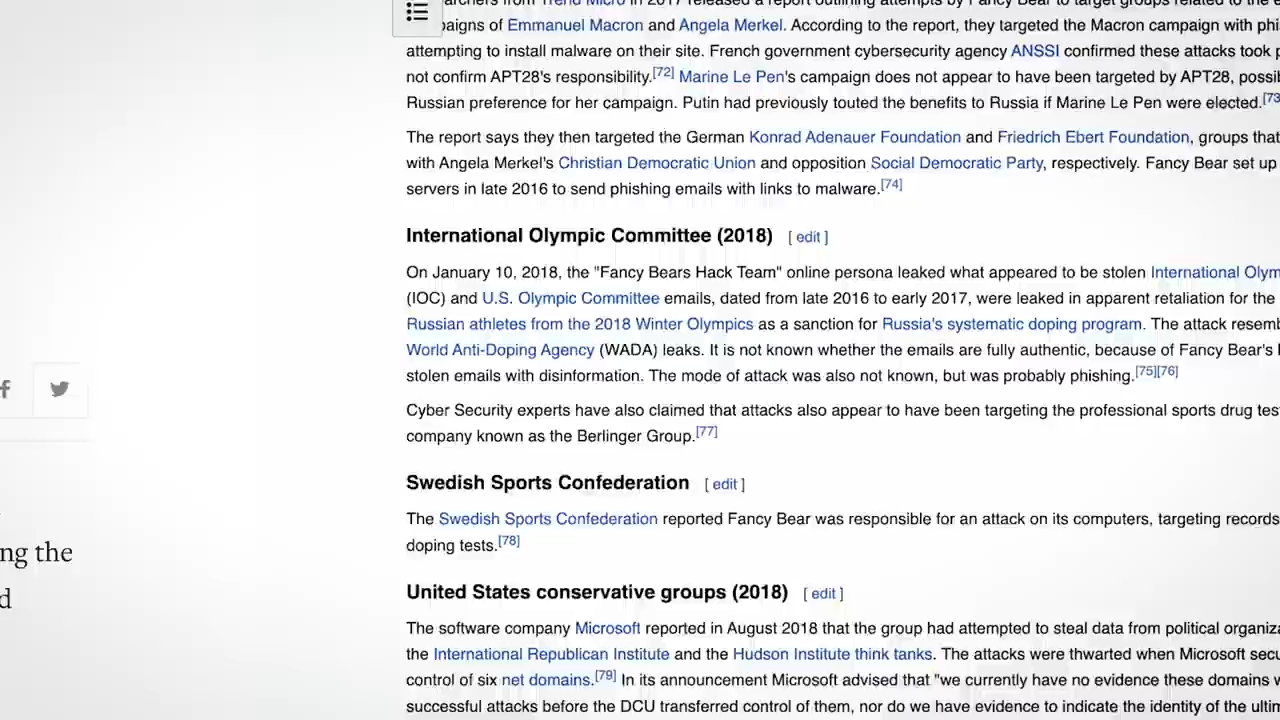 from Trend Micro in 2017 released a report outlining attempts by Fancy Bear to target groups related to the
Emmanuel Macron and Angela Merkel. According to the report, they targeted the Macron campaign with
attempting to install malware on their site. French government cybersecurity agency ANSSI confirmed these attacks took
not confirm APT28's responsibility.[72] Marine Le Pen's campaign does not appear to have been targeted by APT28,
Russian preference for her campaign. Putin had previously touted the benefits to Russia if Marine Le Pen were elected.[73
The report says they then targeted the German Konrad Adenauer Foundation and Friedrich Ebert Foundation, groups that
with Angela Merkel's Christian Democratic Union and opposition Social Democratic Party, respectively. Fancy Bear set up
servers in late 2016 to send phishing emails with links to malware.[74]
International Olympic Committee (2018) [ edit ]
On January 10, 2018, the "Fancy Bears Hack Team" online persona leaked what appeared to be stolen International
(IOC) and U.S. Olympic Committee emails, dated from late 2016 to early 2017, were leaked in apparent retaliation for the
Russian athletes from the 2018 Winter Olympics as a sanction for Russia's systematic doping program. The attack
World Anti-Doping Agency (WADA) leaks. It is not known whether the emails are fully authentic, because of Fancy Bear's
stolen emails with disinformation. The mode of attack was also not known, but was probably phishing.[75][76]
Cyber Security experts have also claimed that attacks also appear to have been targeting the professional sports drug
company known as the Berlinger Group.[77]
Swedish Sports Confederation [ edit ]
The Swedish Sports Confederation reported Fancy Bear was responsible for an attack on its computers, targeting records
doping tests.[78]
ng the
d
United States conservative groups (2018) [ edit ]
The software company Microsoft reported in August 2018 that the group had attempted to steal data from political
the International Republican Institute and the Hudson Institute think tanks. The attacks were thwarted when Microsoft
control of six net domains.[79] In its announcement Microsoft advised that "we currently have no evidence these domains
successful attacks before the DCU transferred control of them, nor do we have evidence to indicate the identity of the